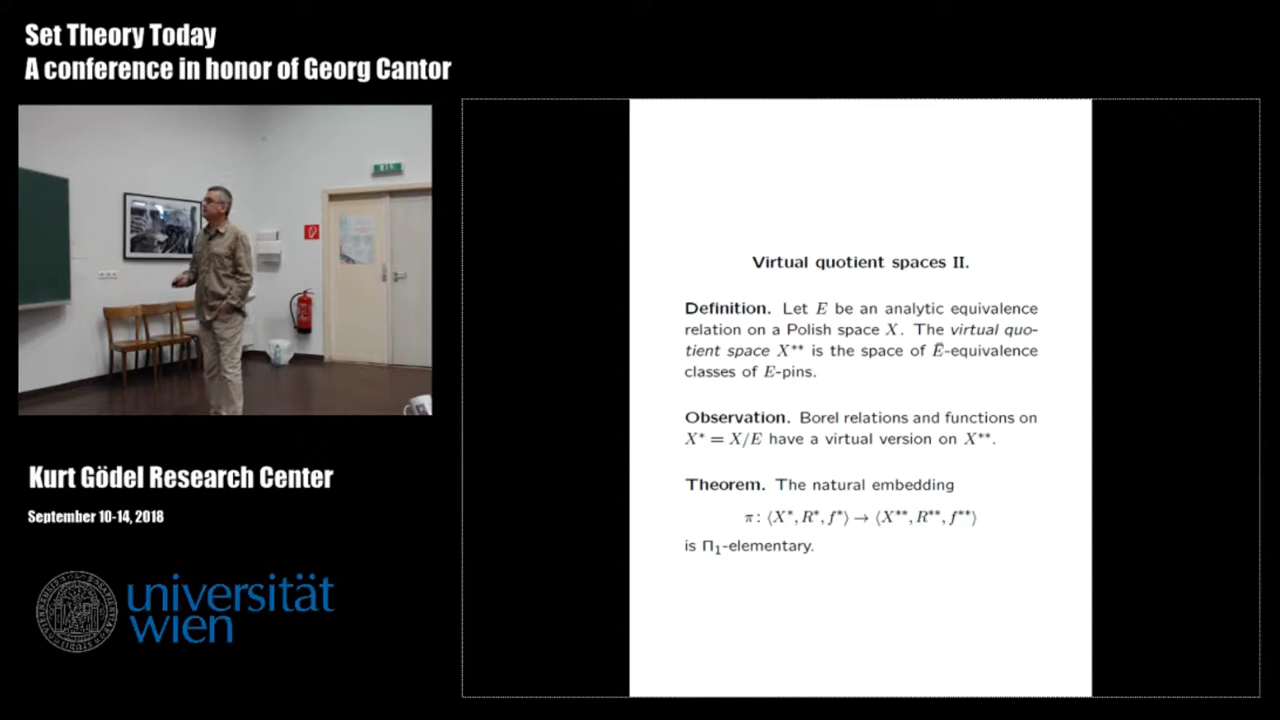 Set Theory Today
A conference in honor of Georg Cantor
Virtual quotient spaces II.
Definition. Let E be an analytic equivalence
relation on a Polish space X. The virtual quo-
tient space X** is the space of Ē-equivalence
classes of E-pins.
Observation. Borel relations and functions on
X* = X/E have a virtual version on X**.
Theorem. The natural embedding
π: ⟨X*, R*, f*⟩ → ⟨X**, R**, f**⟩
is Π₁-elementary.
Kurt Gödel Research Center
September 10-14, 2018
universität
wien